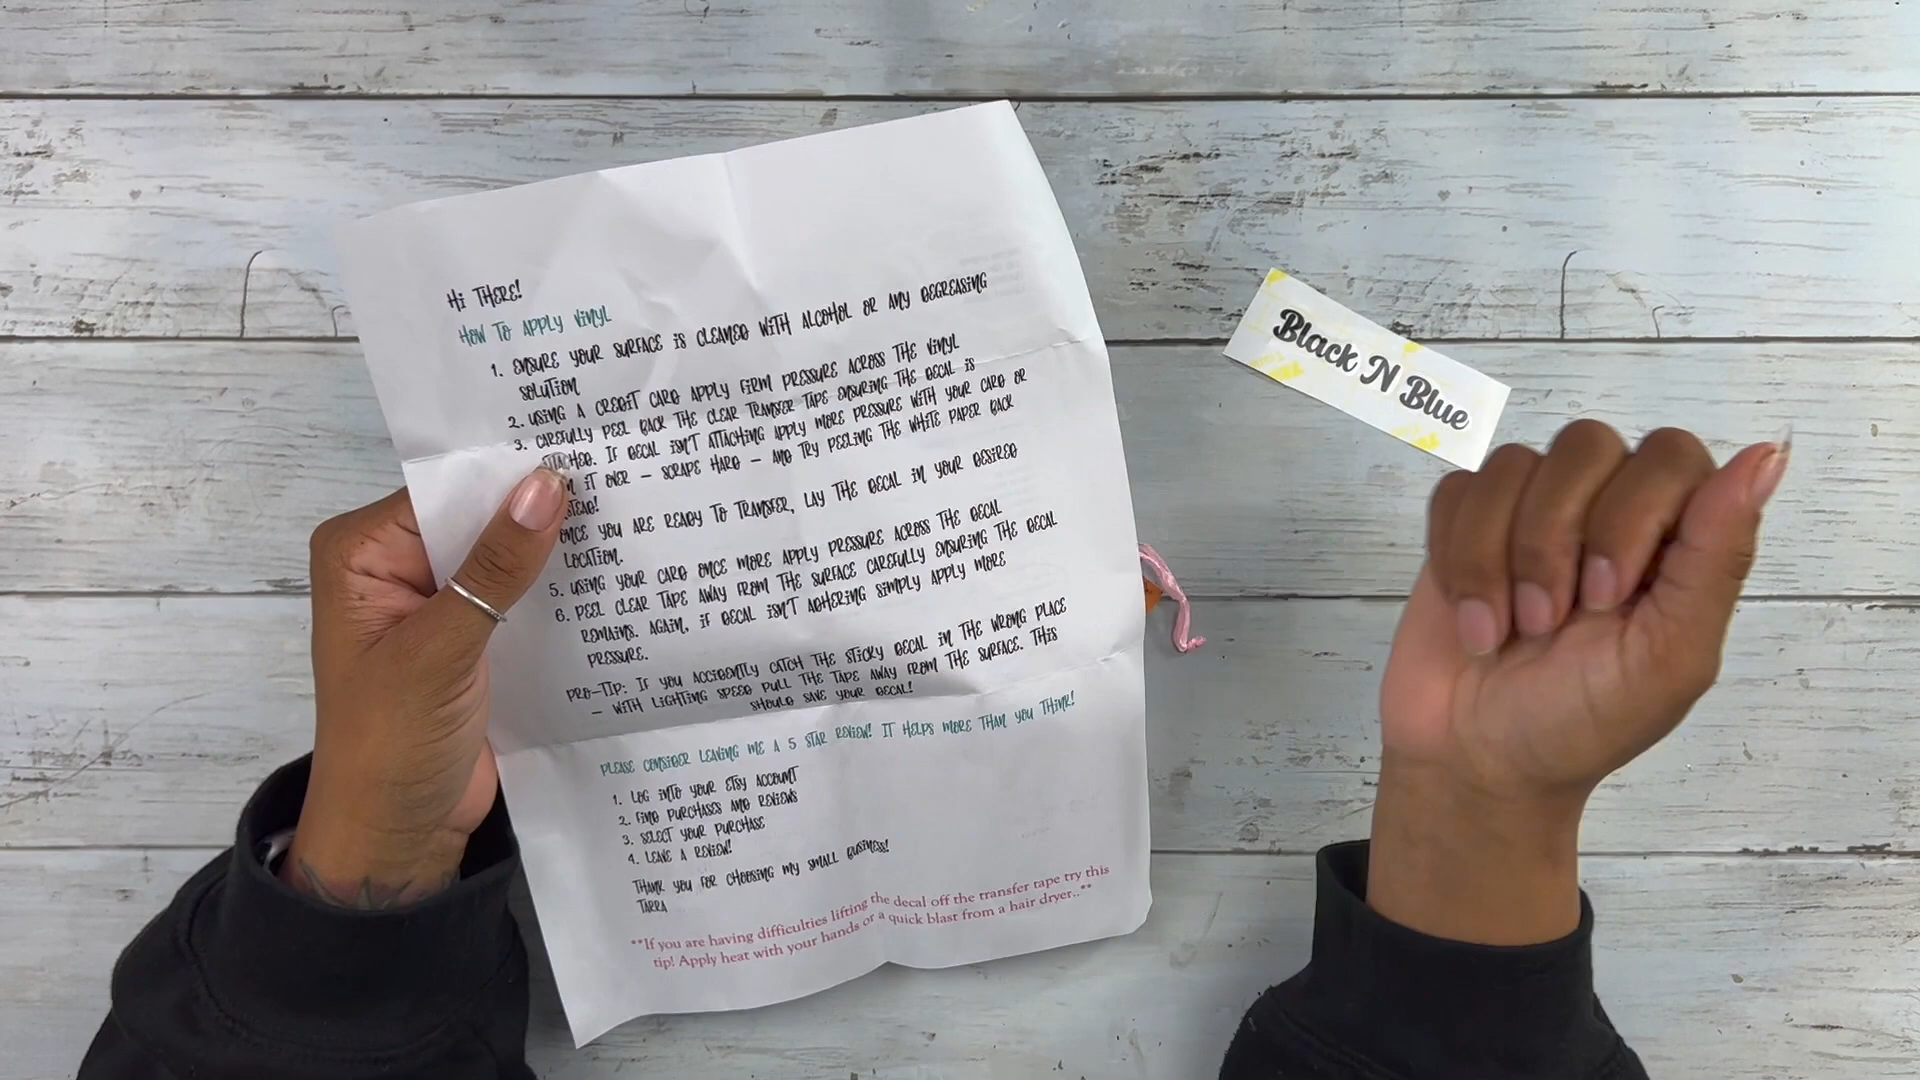 Hi THERE!
HOW TO APPLY VINYL
1. ENSURE YOUR SURFACE IS CLEANED WITH ALCOHOL OR ANY DEGREASING
SOLUTION
2. USING A CREDIT CARD APPLY FIRM PRESSURE ACROSS THE VINYL
3. CAREFULLY PEEL BACK THE CLEAR TRANSFER TAPE ENSURING THE DECAL IS
ATTACHED. IF DECAL ISN'T ATTACHING APPLY MORE PRESSURE WITH YOUR CARD OR
IT OVER – SCRAPE HARD – AND TRY PEELING THE WHITE PAPER BACK
ONCE YOU ARE READY TO TRANSFER, LAY THE DECAL IN YOUR DESIRED
LOCATION.
5. USING YOUR CARD ONCE MORE APPLY PRESSURE ACROSS THE DECAL
6. PEEL CLEAR TAPE AWAY FROM THE SURFACE CAREFULLY ENSURING THE DECAL
REMAINS. AGAIN, IF DECAL ISN'T ADHERING SIMPLY APPLY MORE
PRESSURE.
PRO-TIP: IF YOU ACCIDENTLY CATCH THE STICKY DECAL IN THE WRONG PLACE
– WITH LIGHTING SPEED PULL THE TAPE AWAY FROM THE SURFACE. THIS
SHOULD SAVE YOUR DECAL!
PLEASE CONSIDER LEAVING ME A 5 STAR REVIEW! IT HELPS MORE THAN YOU THINK!
1. LOG INTO YOUR ETSY ACCOUNT
2. FIND PURCHASES AND REVIEWS
3. SELECT YOUR PURCHASE
4. LEAVE A REVIEW!
THANK YOU FOR CHOOSING MY SMALL BUSINESS!
TARRA
**If you are having difficulties lifting the decal off the transfer tape try this
tip! Apply heat with your hands or a quick blast from a hair dryer..**
Black N Blue